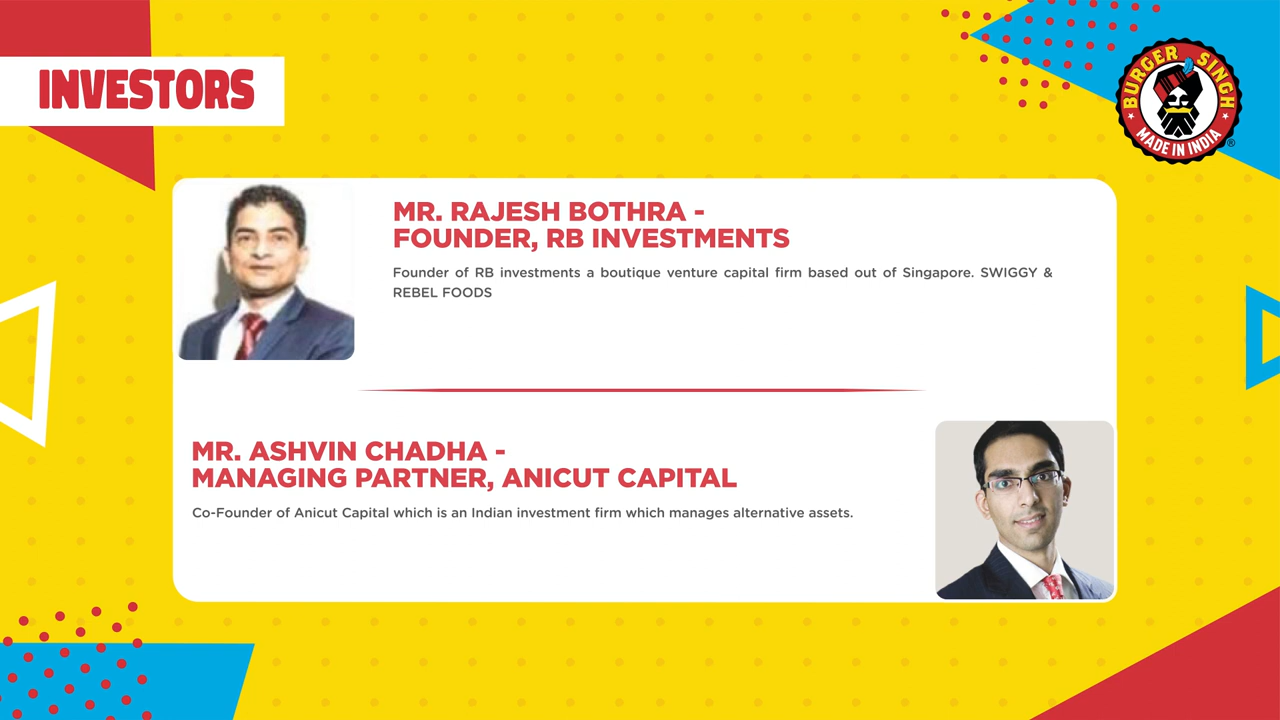 INVESTORS
BURGER SINGH
MADE IN INDIA
®
MR. RAJESH BOTHRA -
FOUNDER, RB INVESTMENTS
Founder of RB investments a boutique venture capital firm based out of Singapore. SWIGGY &
REBEL FOODS
MR. ASHVIN CHADHA -
MANAGING PARTNER, ANICUT CAPITAL
Co-Founder of Anicut Capital which is an Indian investment firm which manages alternative assets.